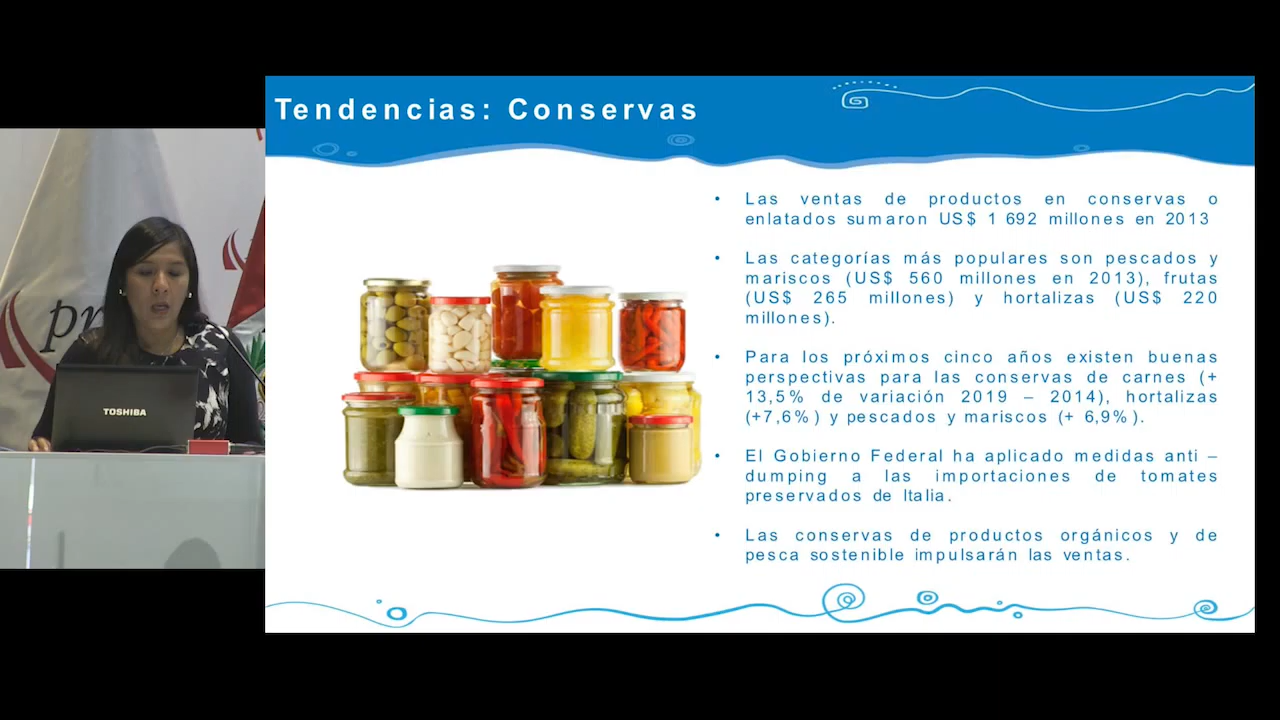 Tendencias: Conservas
• Las ventas de productos en conservas o
enlatados sumaron US$ 1 692 millones en 2013
• Las categorías más populares son pescados y
mariscos (US$ 560 millones en 2013), frutas
(US$ 265 millones) y hortalizas (US$ 220
millones).
• Para los próximos cinco años existen buenas
perspectivas para las conservas de carnes (+
13,5% de variación 2019 – 2014), hortalizas
(+7,6%) y pescados y mariscos (+ 6,9%).
• El Gobierno Federal ha aplicado medidas anti –
dumping a las importaciones de tomates
preservados de Italia.
• Las conservas de productos orgánicos y de
pesca sostenible impulsarán las ventas.
TOSHIBA